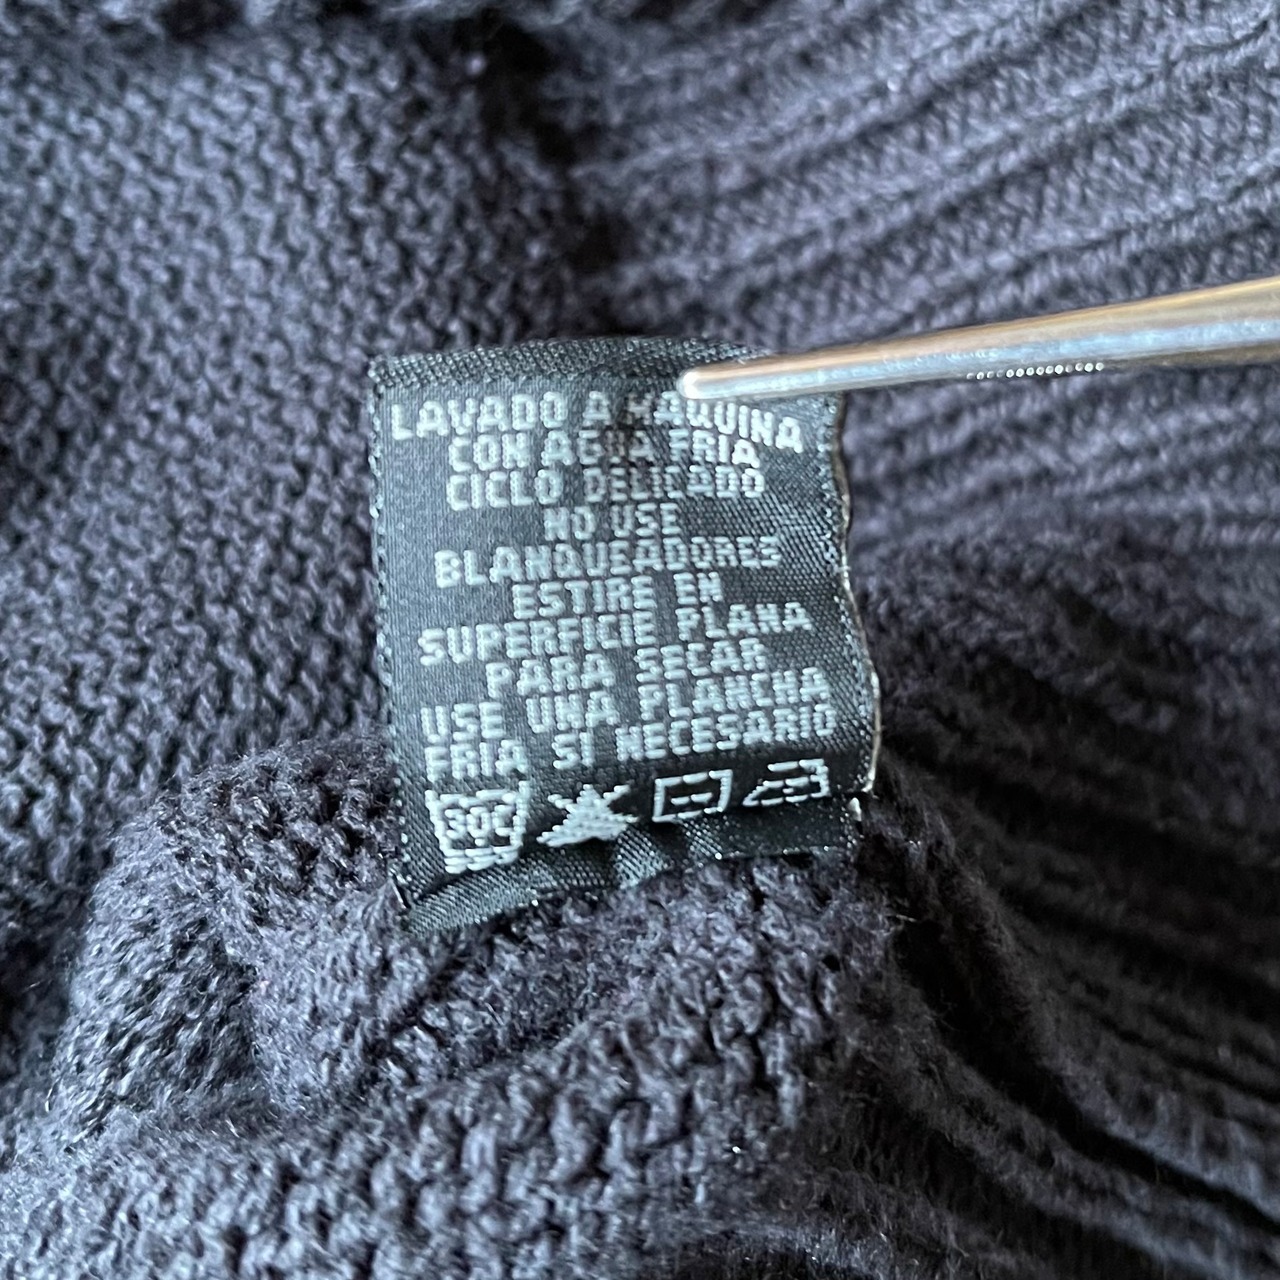 LAVADO A MAQUINA
CON AGUA FRIA
CICLO DELICADO
NO USE
BLANQUEADORES
ESTIRE EN
SUPERFICIE PLANA
PARA SECAR
USE UNA PLANCHA
FRIA SI NECESARIO
30C